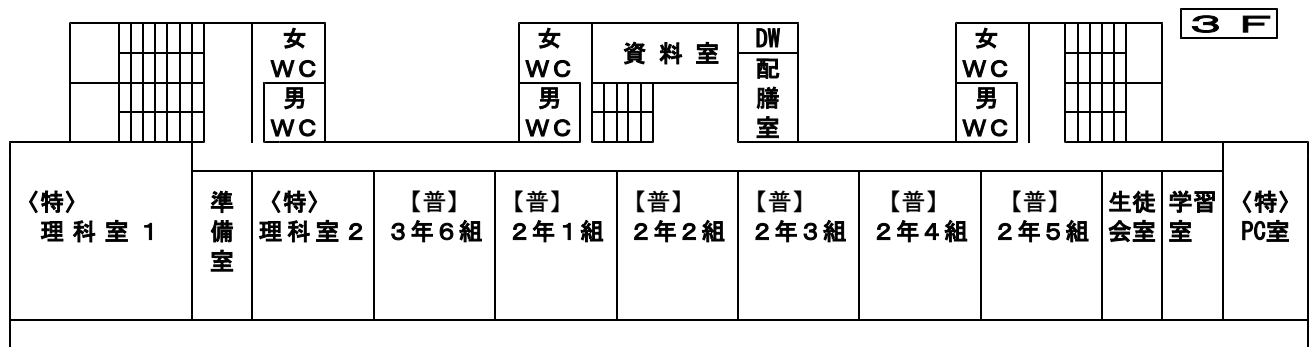 ３Ｆ
女
ＷＣ
男
ＷＣ
女
ＷＣ
男
ＷＣ
資料室
DW
配
膳
室
女
ＷＣ
男
ＷＣ
〈特〉
理科室１
準
備
室
〈特〉
理科室２
【普】
３年６組
【普】
２年１組
【普】
２年２組
【普】
２年３組
【普】
２年４組
【普】
２年５組
生徒
会室
学習
室
〈特〉
PC室